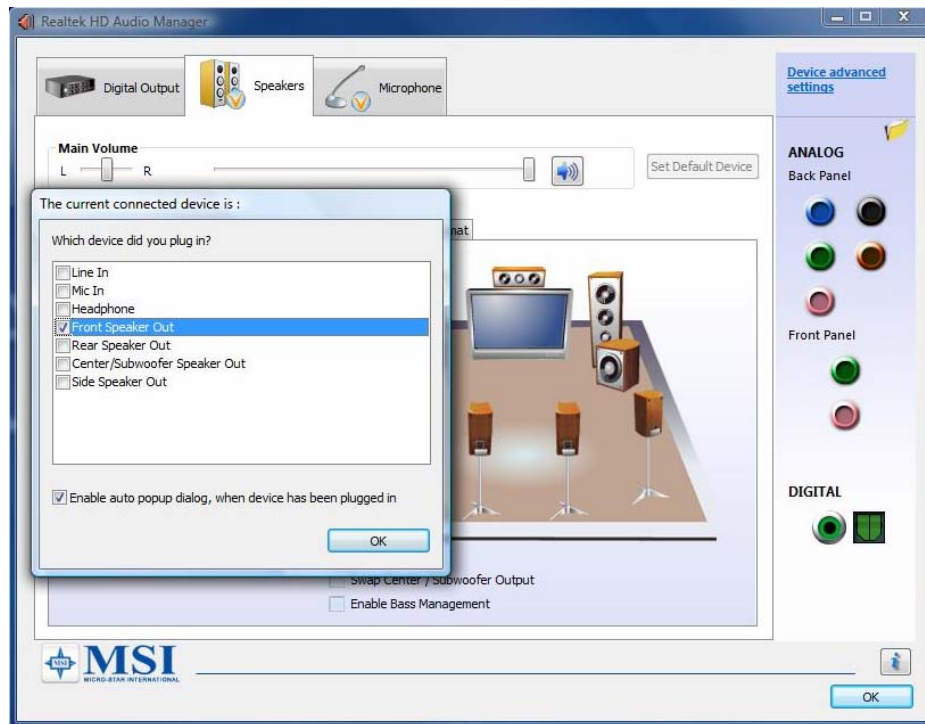 Realtek HD Audio Manager
Digital Output
Speakers
Microphone
Device advanced
settings
Main Volume
L
R
Set Default Device
ANALOG
Back Panel
The current connected device is :
Which device did you plug in?
Line In
Mic In
Headphone
Front Speaker Out
Rear Speaker Out
Center/Subwoofer Speaker Out
Side Speaker Out
Enable auto popup dialog, when device has been plugged in
OK
Front Panel
DIGITAL
Swap Center / Subwoofer Output
Enable Bass Management
MSI
MSI
MICRO-STAR INTERNATIONAL
OK